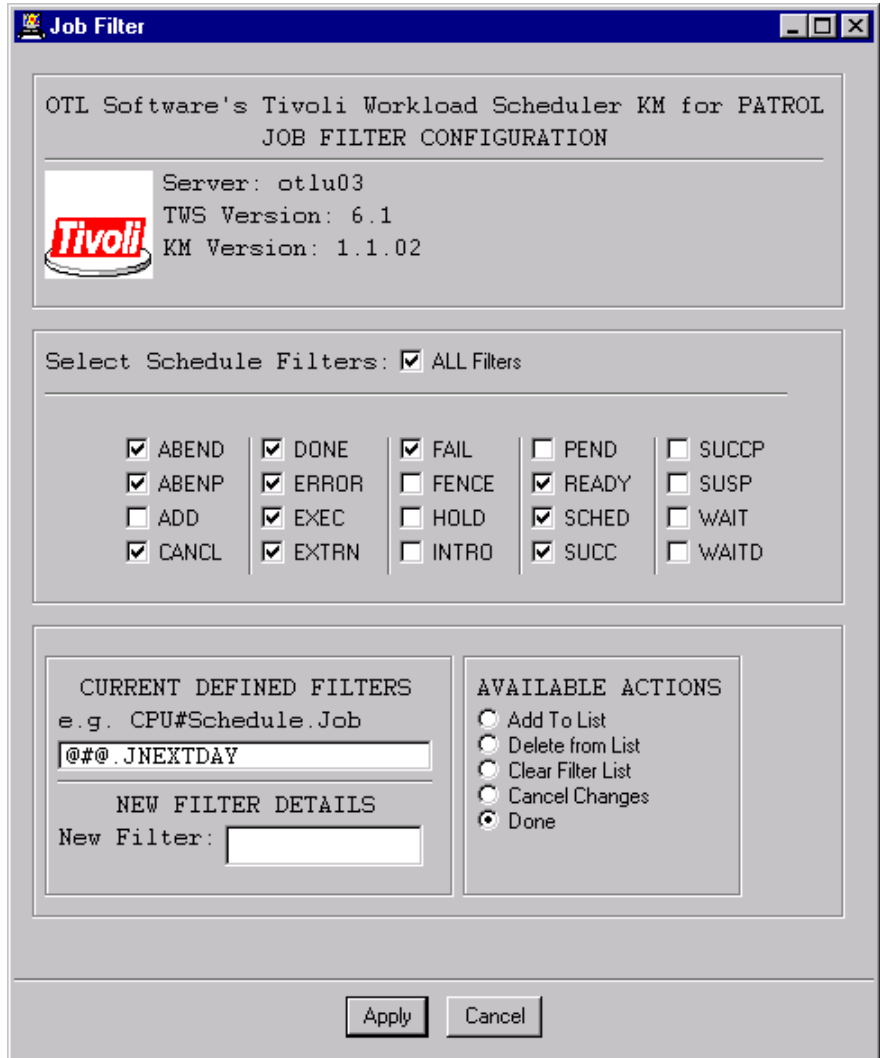 Job Filter
OTL Software's Tivoli Workload Scheduler KM for PATROL
JOB FILTER CONFIGURATION
Tivoli
Server: otlu03
TWS Version: 6.1
KM Version: 1.1.02
Select Schedule Filters: ALL Filters
ABEND DONE FAIL PEND SUCCP
ABENP ERROR FENCE READY SUSP
ADD EXEC HOLD SCHED WAIT
CANCL EXTRN INTRO SUCC WAITD
CURRENT DEFINED FILTERS
e.g. CPU#Schedule.Job
@#@.JNEXTDAY
NEW FILTER DETAILS
New Filter:
AVAILABLE ACTIONS
Add To List
Delete from List
Clear Filter List
Cancel Changes
Done
Apply Cancel